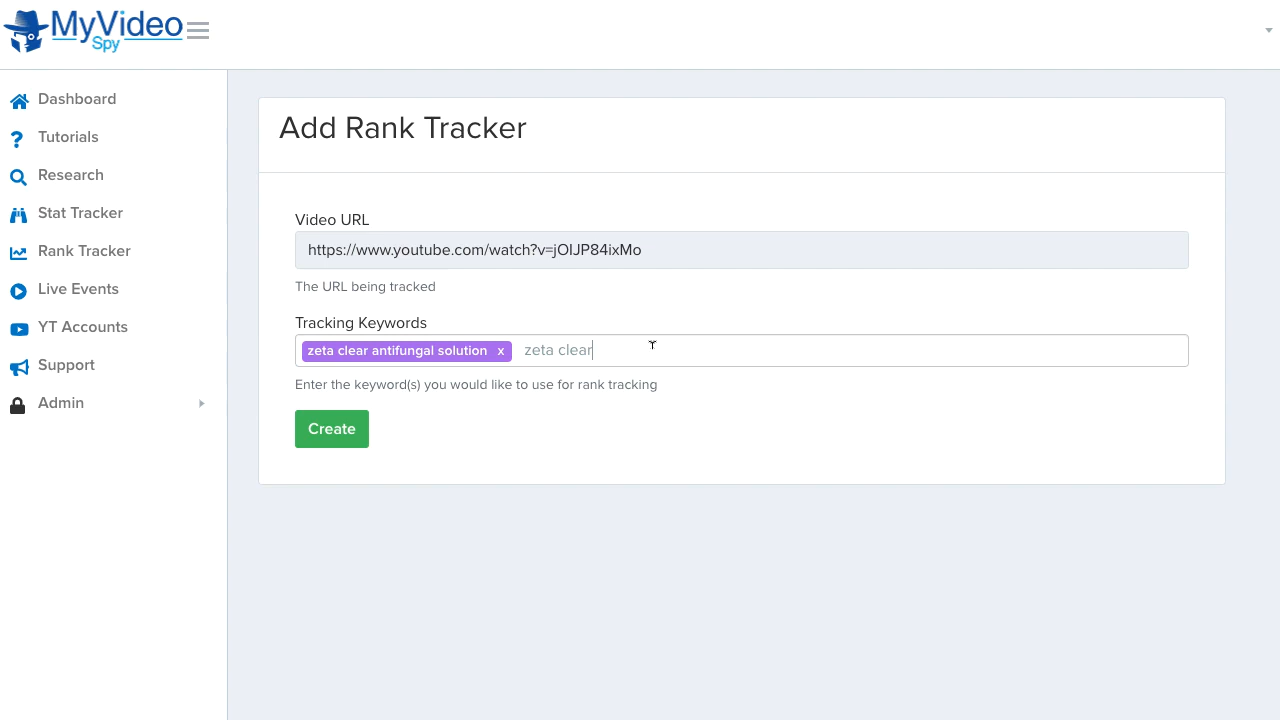 MyVideo
Spy
Dashboard
Tutorials
Research
Stat Tracker
Rank Tracker
Live Events
YT Accounts
Support
Admin
Add Rank Tracker
Video URL
https://www.youtube.com/watch?v=jOlJP84ixMo
The URL being tracked
Tracking Keywords
zeta clear antifungal solution x zeta clear
Enter the keyword(s) you would like to use for rank tracking
Create